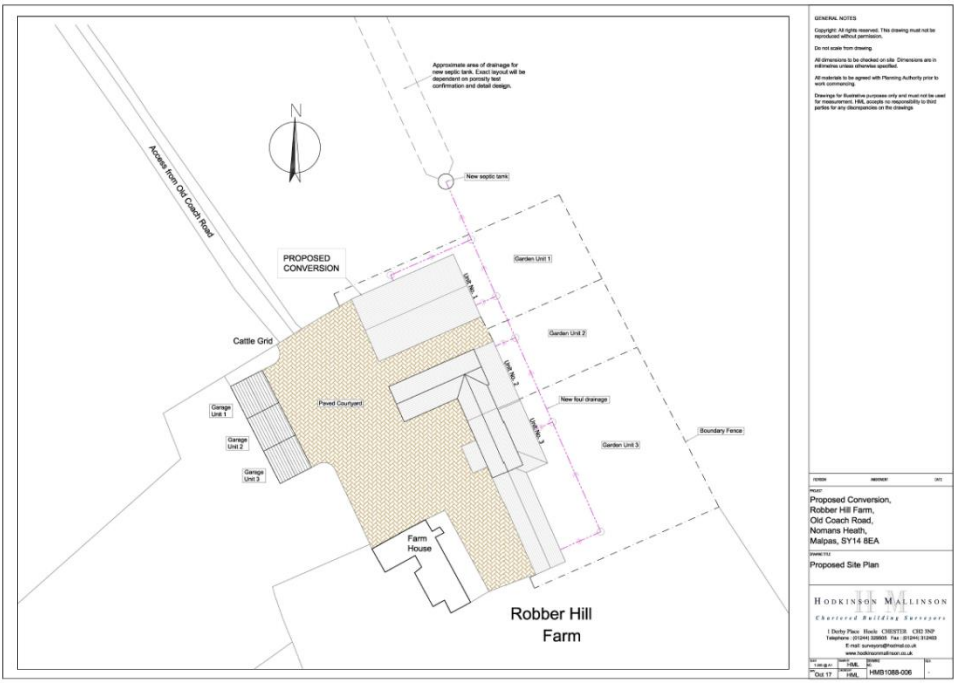 Approximate area of drainage for
new septic tank. Exact layout will be
dependent on porosity test
confirmation and detail design.
N
Access from Old Coach Road
New septic tank
PROPOSED
CONVERSION
Garden Unit 1
Unit No. 1
Cattle Grid
Garden Unit 2
Unit No. 2
Garage
Unit 1
Paved Courtyard
New foul drainage
Garage
Unit 2
Unit No. 3
Garden Unit 3
Boundary Fence
Garage
Unit 3
Farm
House
Robber Hill
Farm
GENERAL NOTES
Copyright: All rights reserved. This drawing must not be
reproduced without permission.
Do not scale from drawing.
All dimensions to be checked on site. Dimensions are in
millimetres unless otherwise specified.
All materials to be agreed with Planning Authority prior to
work commencing.
Drawings for illustrative purposes only and must not be used
for measurement. HML accepts no responsibility to third
parties for any discrepancies on the drawings
REVISION AMENDMENT DATE
PROJECT
Proposed Conversion,
Robber Hill Farm,
Old Coach Road,
Nomans Heath,
Malpas, SY14 8EA
DRAWING TITLE
Proposed Site Plan
HM
HODKINSON MALLINSON
Chartered Building Surveyors
1 Derby Place Hoole CHESTER CH2 3NP
Telephone : (01244) Fax : (01244)
E-mail: surveyors@hodmal.co.uk
www.hodkinsonmallinson.co.uk
HML
Oct 17 HML HMB1088-006